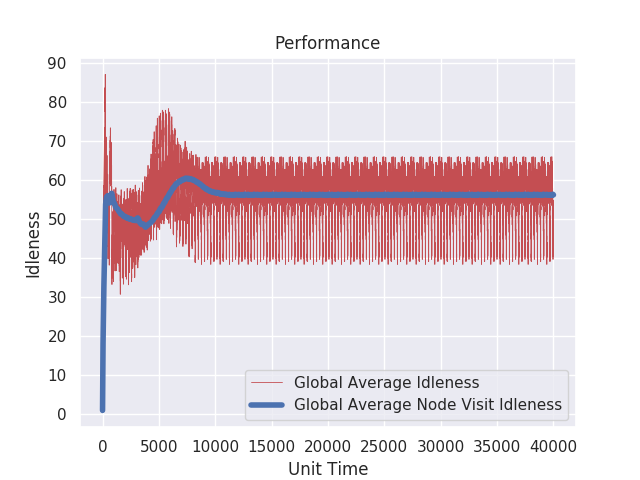 Performance
90
80
70
60
50
40
30
20
10
0
Idleness
Global Average Idleness
Global Average Node Visit Idleness
0 5000 10000 15000 20000 25000 30000 35000 40000
Unit Time